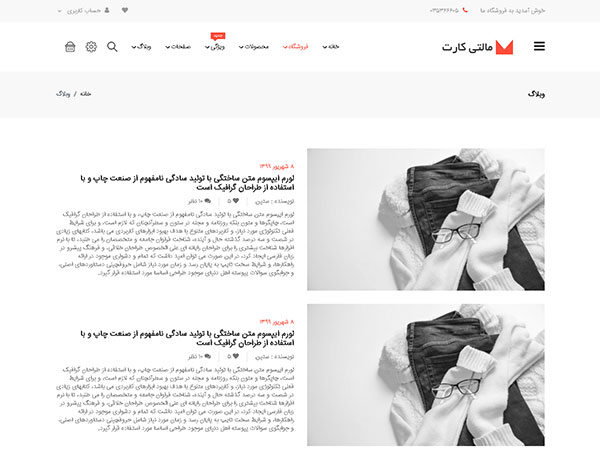 خوش آمدید به فروشگاه ما
حساب کاربری
مالتی کارت
خانه
فروشگاه
محصولات
ویژگی
جدید
صفحات
وبلاگ
وبلاگ
خانه / وبلاگ
۸ شهریور ۱۳۹۹
لورم ایپسوم متن ساختگی با تولید سادگی نامفهوم از صنعت چاپ و با
استفاده از طراحان گرافیک است
نویسنده : ستین ۵ ۱۰ نظر
لورم ایپسوم متن ساختگی با تولید سادگی نامفهوم از صنعت چاپ، و با استفاده از طراحان گرافیک
است، چاپگرها و متون بلکه روزنامه و مجله در ستون و سطرآنچنان که لازم است، و برای شرایط
فعلی تکنولوژی مورد نیاز، و کاربردهای متنوع با هدف بهبود ابزارهای کاربردی می باشد، کتابهای زیادی
در شصت و سه درصد گذشته حال و آینده، شناخت فراوان جامعه و متخصصان را می طلبد، تا با نرم
افزارها شناخت بیشتری را برای طراحان رایانه ای علی الخصوص طراحان خلاقی، و فرهنگ پیشرو در
زبان فارسی ایجاد کرد، در این صورت می توان امید داشت که تمام و دشواری موجود در ارائه
راهکارها، و شرایط سخت تایپ به پایان رسد و زمان مورد نیاز شامل حروفچینی دستاوردهای اصلی،
و جوابگوی سوالات پیوسته اهل دنیای موجود طراحی اساسا مورد استفاده قرار گیرد.
۸ شهریور ۱۳۹۹
لورم ایپسوم متن ساختگی با تولید سادگی نامفهوم از صنعت چاپ و با
استفاده از طراحان گرافیک است
نویسنده : ستین ۵ ۱۰ نظر
لورم ایپسوم متن ساختگی با تولید سادگی نامفهوم از صنعت چاپ، و با استفاده از طراحان گرافیک
است، چاپگرها و متون بلکه روزنامه و مجله در ستون و سطرآنچنان که لازم است، و برای شرایط
فعلی تکنولوژی مورد نیاز، و کاربردهای متنوع با هدف بهبود ابزارهای کاربردی می باشد، کتابهای زیادی
در شصت و سه درصد گذشته حال و آینده، شناخت فراوان جامعه و متخصصان را می طلبد، تا با نرم
افزارها شناخت بیشتری را برای طراحان رایانه ای علی الخصوص طراحان خلاقی، و فرهنگ پیشرو در
زبان فارسی ایجاد کرد، در این صورت می توان امید داشت که تمام و دشواری موجود در ارائه
راهکارها، و شرایط سخت تایپ به پایان رسد و زمان مورد نیاز شامل حروفچینی دستاوردهای اصلی،
و جوابگوی سوالات پیوسته اهل دنیای موجود طراحی اساسا مورد استفاده قرار گیرد.